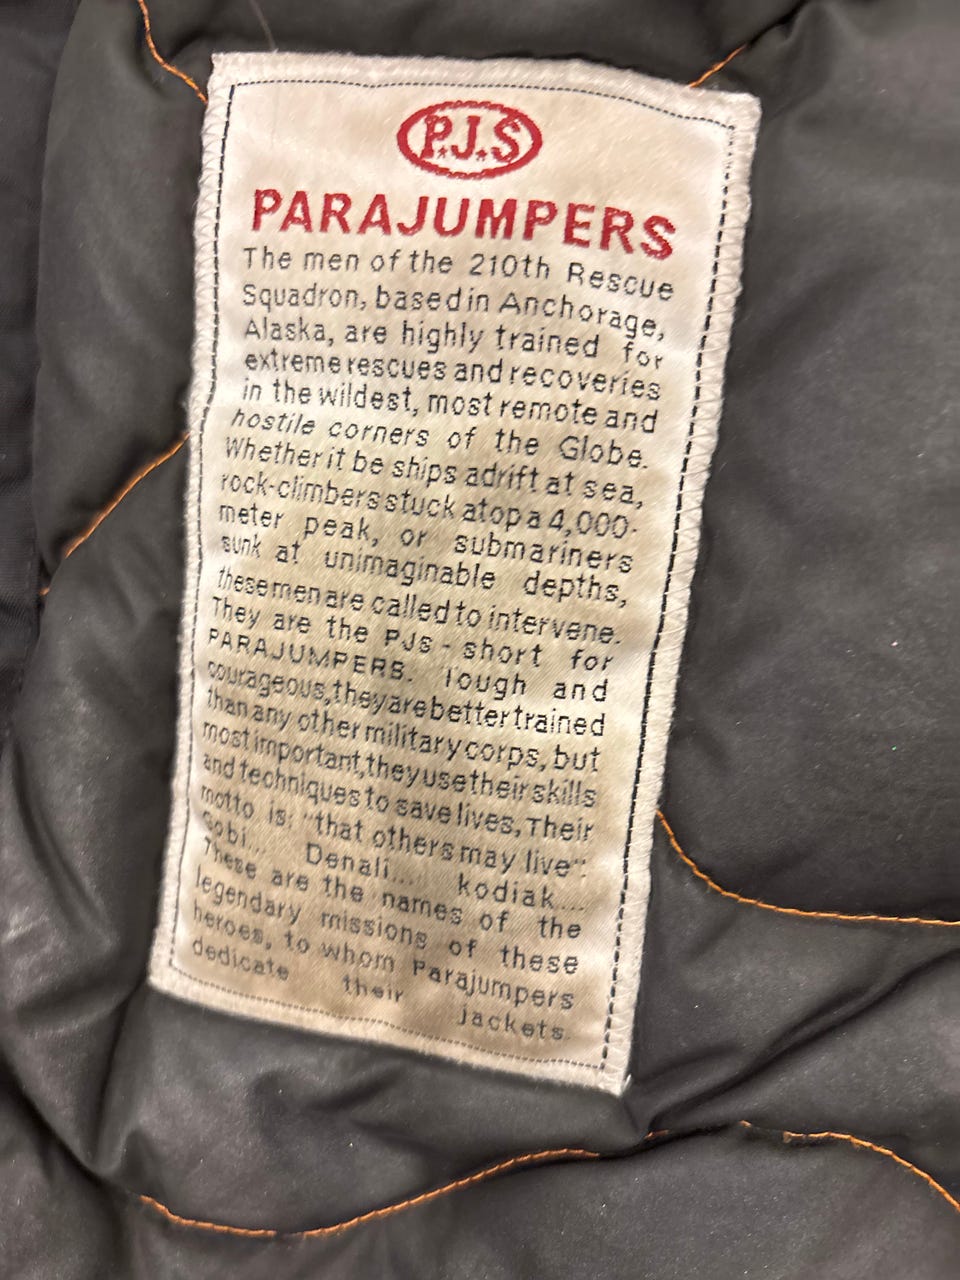 P.J.S
PARAJUMPERS
The men of the 210th Rescue
Squadron, based in Anchorage,
Alaska, are highly trained for
extreme rescues and recoveries
in the wildest, most remote and
hostile corners of the Globe.
Whether it be ships adrift at sea,
rock-climbers stuck atop a 4,000-
meter peak, or submariners
sunk at unimaginable depths,
these men are called to intervene.
They are the PJs - short for
PARAJUMPERS. Tough and
courageous, they are better trained
than any other military corps, but
most important, they use their skills
and techniques to save lives, Their
motto is: "that others may live".
Gobi... Denali... kodiak...
These are the names of the
legendary missions of these
heroes, to whom Parajumpers
dedicate their jackets.